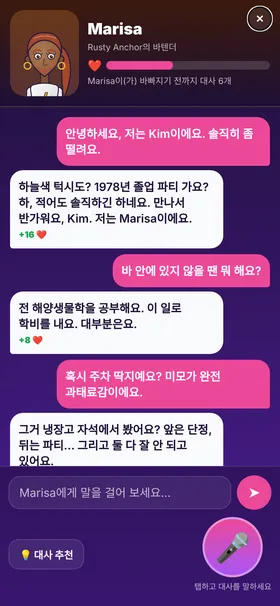 Marisa
Rusty Anchor의 바텐더
Marisa이(가) 바빠지기 전까지 대사 6개
안녕하세요, 저는 Kim이에요. 솔직히 좀
떨려요.
하늘색 턱시도? 1978년 졸업 파티 가요?
하, 적어도 솔직하긴 하네요. 만나서
반가워요, Kim. 저는 Marisa이에요.
+16
바 안에 있지 않을 땐 뭐 해요?
전 해양생물학을 공부해요. 이 일로
학비를 내요. 대부분은요.
+8
혹시 주차 딱지예요? 미모가 완전
과태료감이에요.
그거 냉장고 자석에서 봤어요? 앞은 단정,
뒤는 파티... 그리고 둘 다 잘 안 되고
있어요.
Marisa에게 말을 걸어 보세요...
대사 추천
탭하고 대사를 말하세요